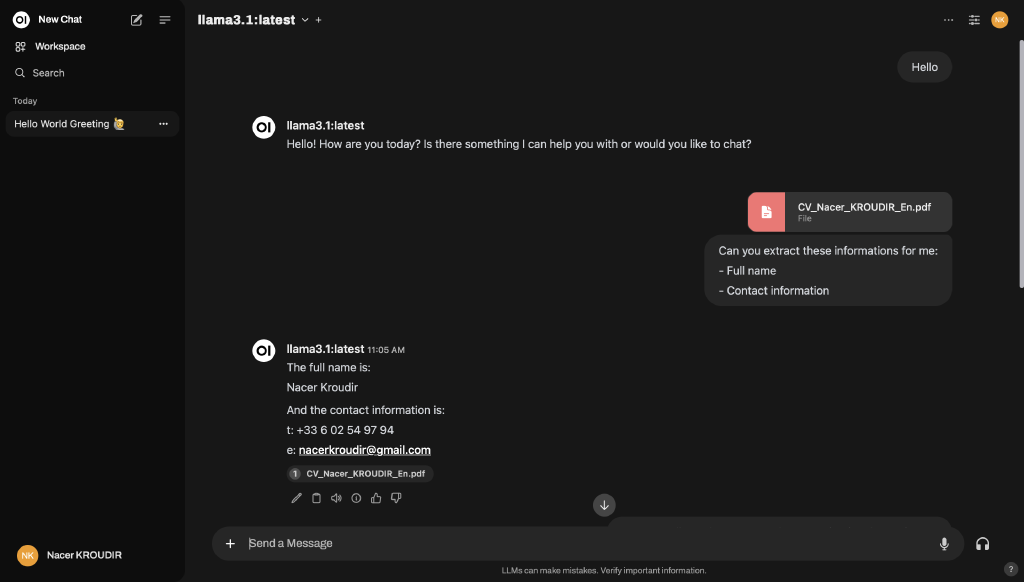 OI New Chat
Workspace
Search
Today
Hello World Greeting
NK Nacer KROUDIR
llama3.1:latest
NK
Hello
OI llama3.1:latest
Hello! How are you today? Is there something I can help you with or would you like to chat?
CV_Nacer_KROUDIR_En.pdf
File
Can you extract these informations for me:
- Full name
- Contact information
OI llama3.1:latest 11:05 AM
The full name is:
Nacer Kroudir
And the contact information is:
t: +33 6 02 54 97 94
e: nacerkroudir@gmail.com
1 CV_Nacer_KROUDIR_En.pdf
+ Send a Message
LLMs can make mistakes. Verify important information.
?